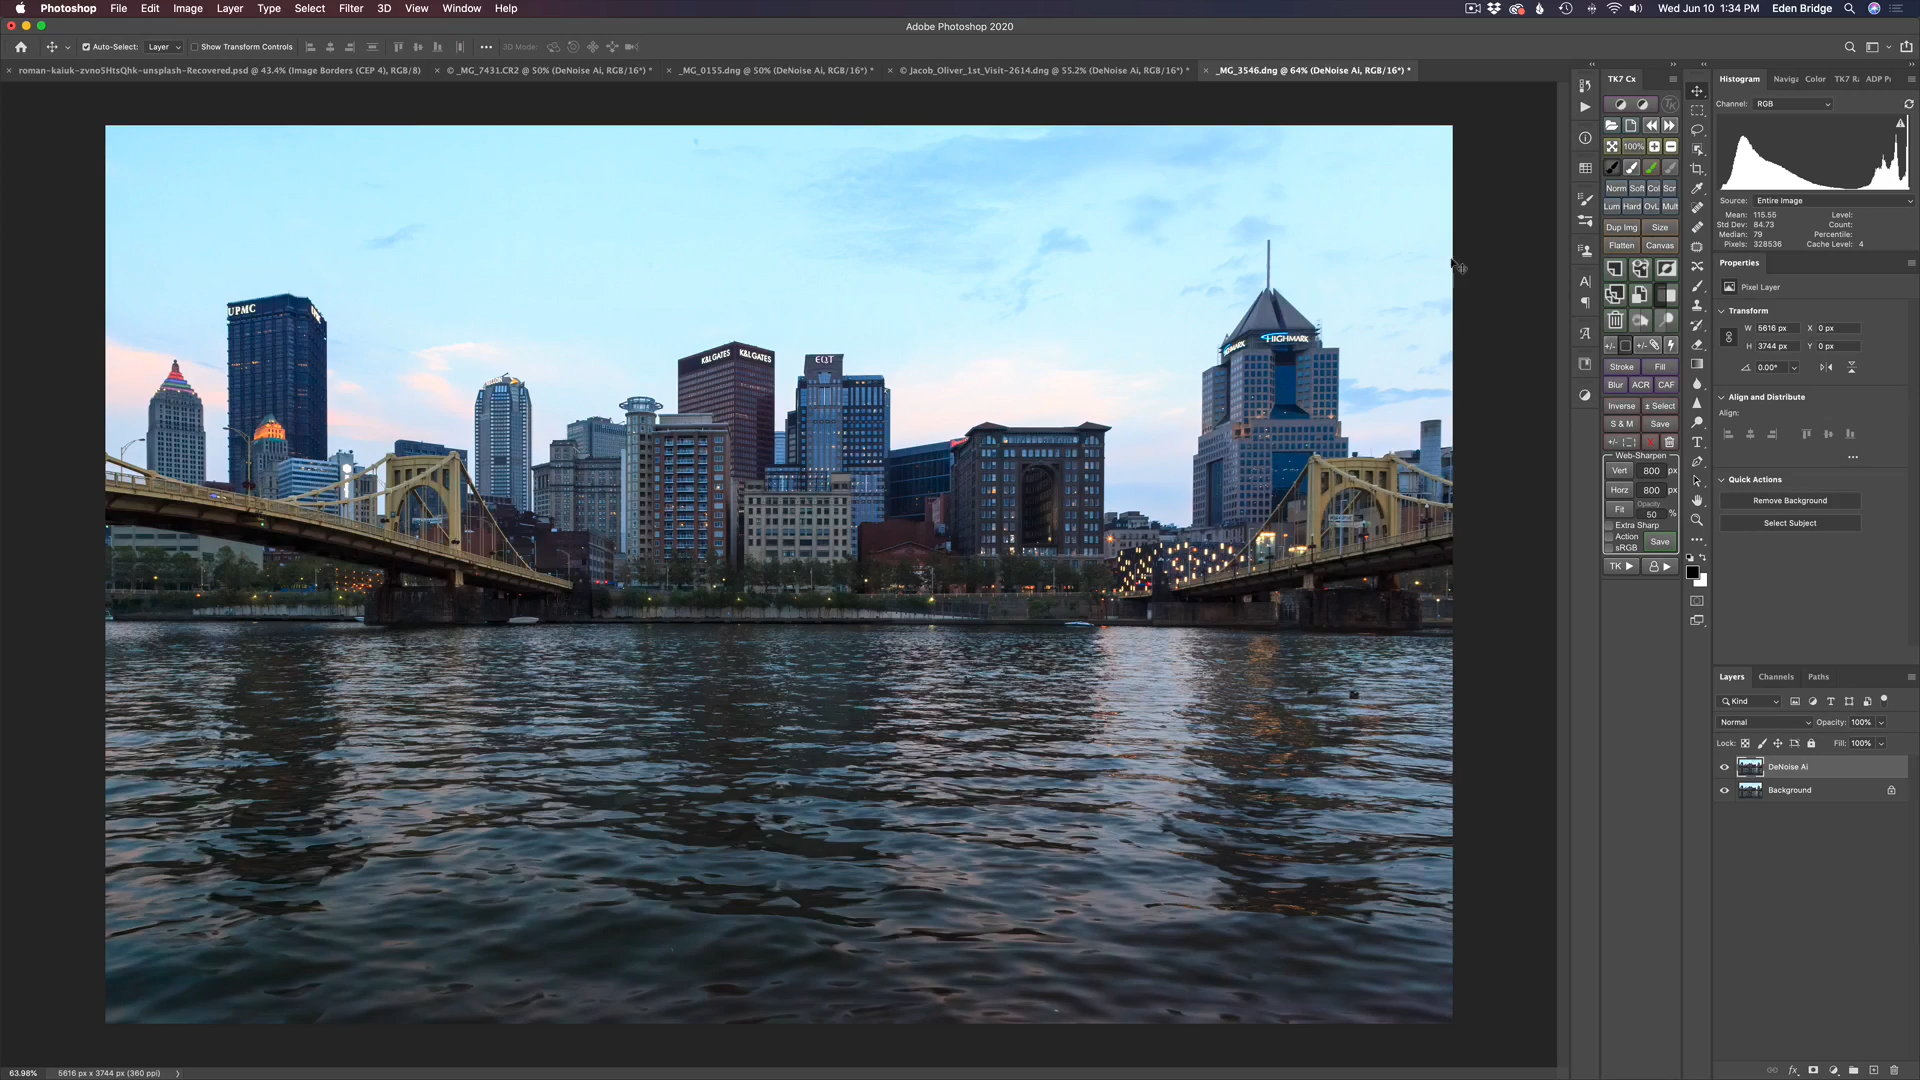 Photoshop File Edit Image Layer Type Select Filter 3D View Window Help
Wed Jun 10 1:34 PM Eden Bridge
Adobe Photoshop 2020
Auto-Select: Layer Show Transform Controls 3D Mode:
roman-kaiuk-zvno5HtsQhk-unsplash-Recovered.psd @ 43.4% (Image Borders (CEP 4), RGB/8)
© _MG_7431.CR2 @ 50% (DeNoise Ai, RGB/16*) *
_MG_0155.dng @ 50% (DeNoise Ai, RGB/16*) *
© Jacob_Oliver_1st_Visit-2614.dng @ 55.2% (DeNoise Ai, RGB/16*) *
_MG_3546.dng @ 64% (DeNoise Ai, RGB/16*) *
UPMC
K&L GATES K&L GATES
EQT
HIGHMARK
TK7 Cx
TK
100%
Norm Soft Col Scr
Lum Hard OvL Mult
Dup Img Size
Flatten Canvas
Stroke Fill
Blur ACR CAF
Inverse ± Select
S & M Save
Web-Sharpen
Vert 800 px
Horz 800 px
Fit Opacity 50 %
Extra Sharp
Action
sRGB Save
TK
Histogram Naviga Color TK7 R ADP P
Channel: RGB
Source: Entire Image
Mean: 115.55 Level:
Std Dev: 84.73 Count:
Median: 79 Percentile:
Pixels: 328536 Cache Level: 4
Properties
Pixel Layer
Transform
W 5616 px X 0 px
H 3744 px Y 0 px
0.00°
Align and Distribute
Align:
Quick Actions
Remove Background
Select Subject
Layers Channels Paths
Kind
Normal Opacity: 100%
Lock: Fill: 100%
DeNoise Ai
Background
fx
63.98% 5616 px x 3744 px (360 ppi)